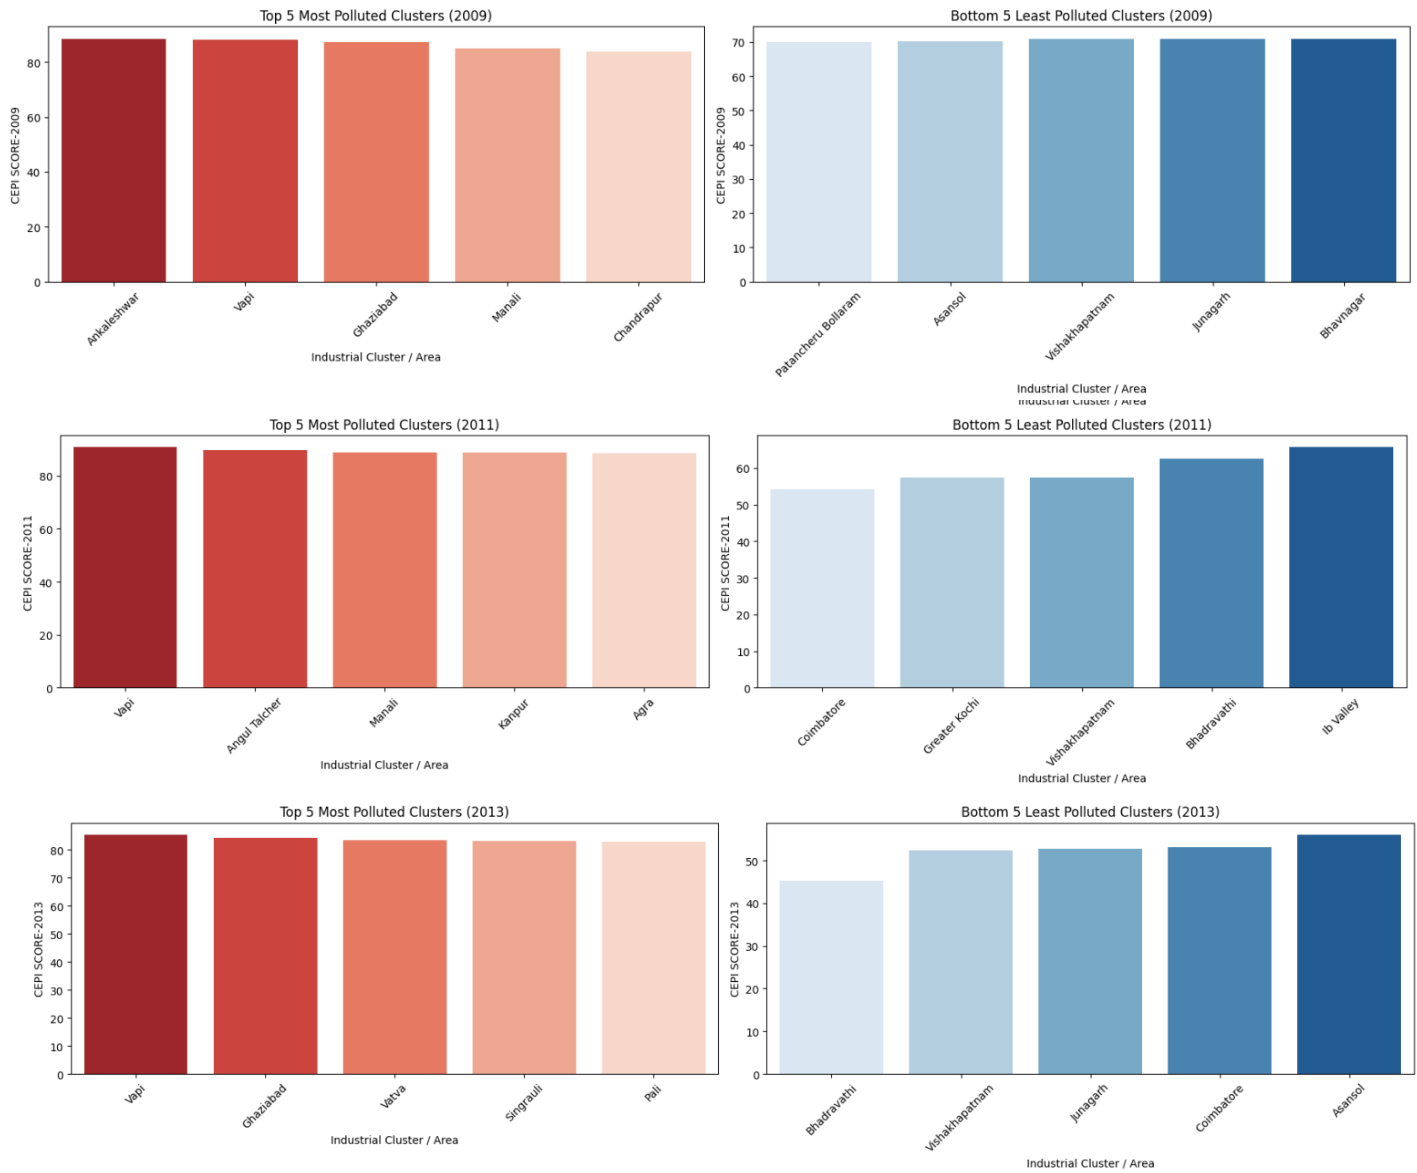 Top 5 Most Polluted Clusters (2009)
CEPI SCORE-2009
80
60
40
20
0
Ankaleshwar
Vapi
Ghaziabad
Manali
Chandrapur
Industrial Cluster / Area
Bottom 5 Least Polluted Clusters (2009)
CEPI SCORE-2009
70
60
50
40
30
20
10
0
Patancheru Bollaram
Asansol
Vishakhapatnam
Junagarh
Bhavnagar
Industrial Cluster / Area
Industrial Cluster / Area
Top 5 Most Polluted Clusters (2011)
CEPI SCORE-2011
80
60
40
20
0
Vapi
Angul Talcher
Manali
Kanpur
Agra
Industrial Cluster / Area
Bottom 5 Least Polluted Clusters (2011)
CEPI SCORE-2011
60
50
40
30
20
10
0
Coimbatore
Greater Kochi
Vishakhapatnam
Bhadravathi
Ib Valley
Industrial Cluster / Area
Top 5 Most Polluted Clusters (2013)
CEPI SCORE-2013
80
70
60
50
40
30
20
10
0
Vapi
Ghaziabad
Vatva
Singrauli
Pali
Industrial Cluster / Area
Bottom 5 Least Polluted Clusters (2013)
CEPI SCORE-2013
50
40
30
20
10
0
Bhadravathi
Vishakhapatnam
Junagarh
Coimbatore
Asansol
Industrial Cluster / Area